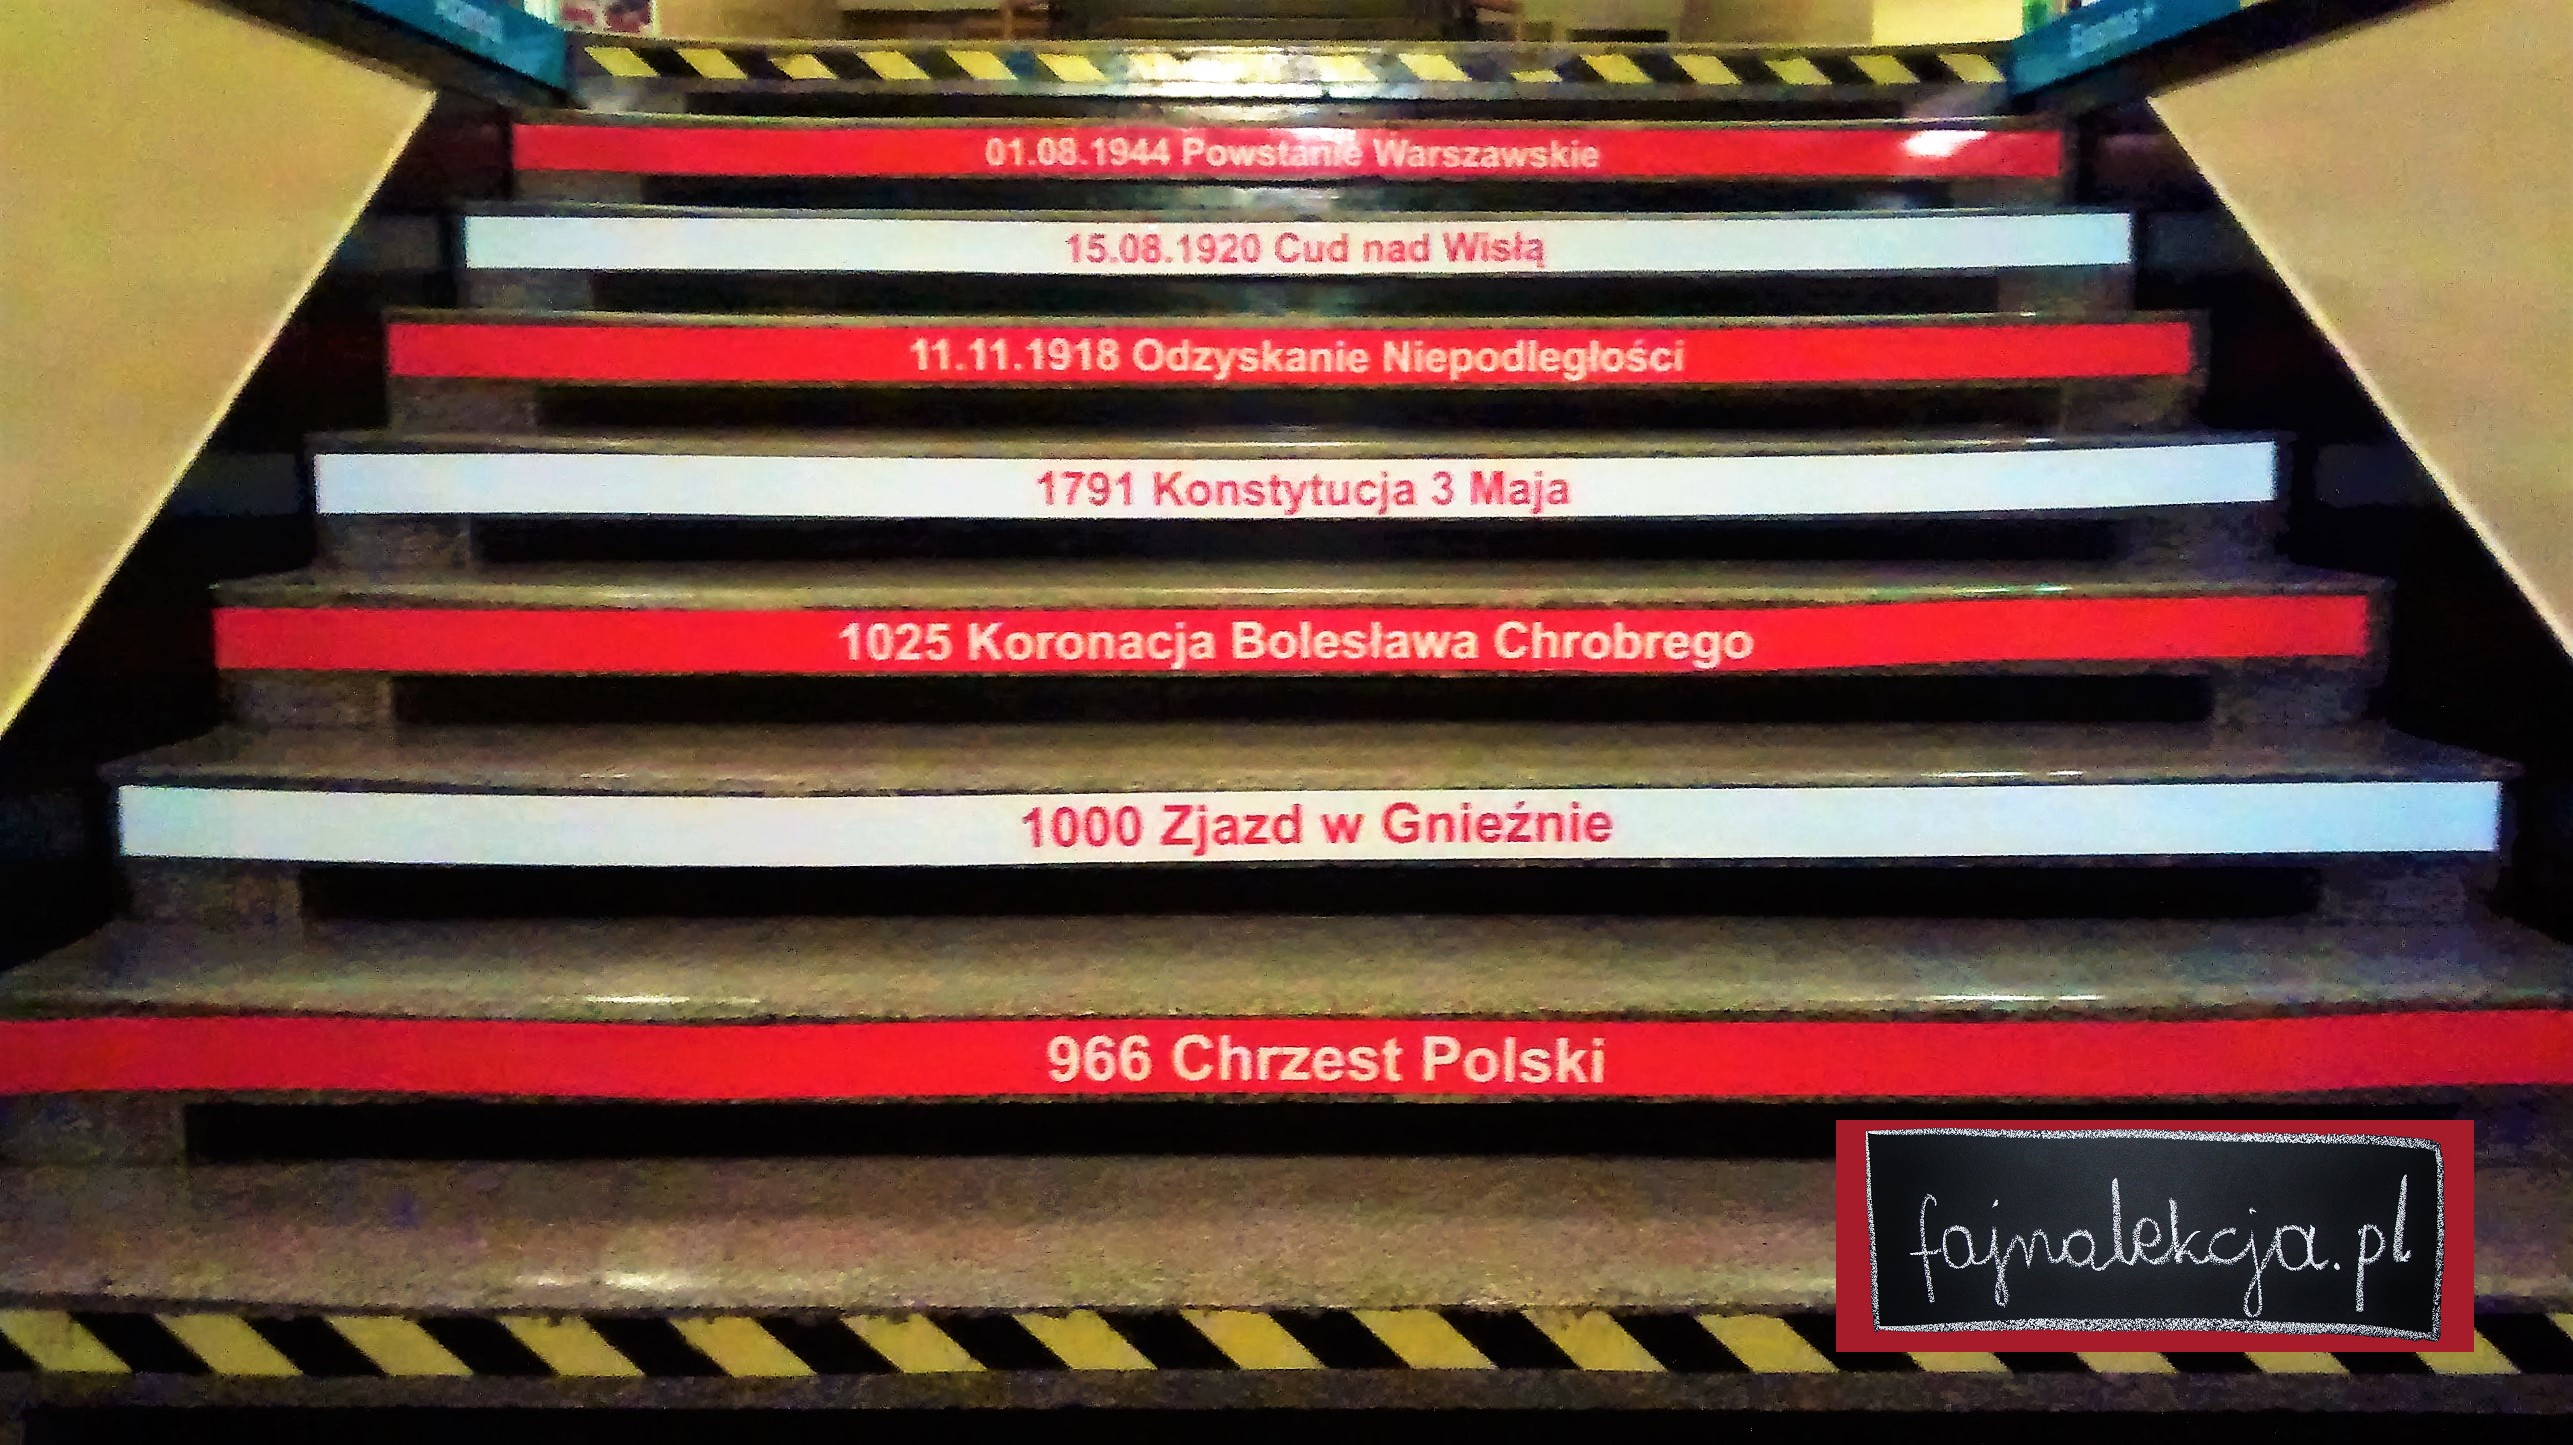 01.08.1944 Powstanie Warszawskie
15.08.1920 Cud nad Wisłą
11.11.1918 Odzyskanie Niepodległości
1791 Konstytucja 3 Maja
1025 Koronacja Bolesława Chrobrego
1000 Zjazd w Gnieźnie
966 Chrzest Polski
fajnalekcja.pl